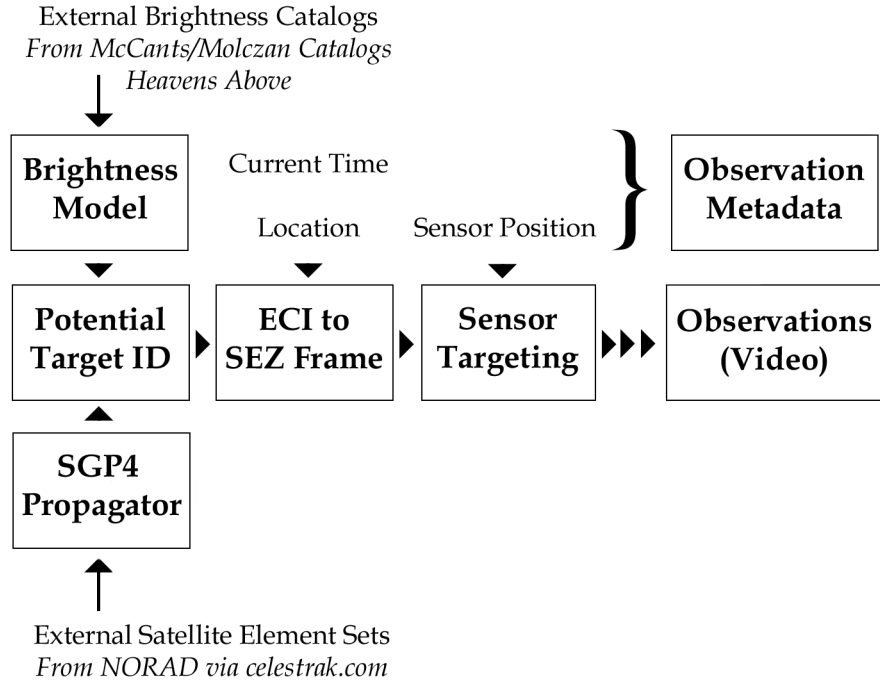 External Brightness Catalogs
From McCants/Molczan Catalogs
Heavens Above
Brightness
Model
Current Time
Location
Sensor Position
Observation
Metadata
Potential
Target ID
ECI to
SEZ Frame
Sensor
Targeting
Observations
(Video)
SGP4
Propagator
External Satellite Element Sets
From NORAD via celestrak.com